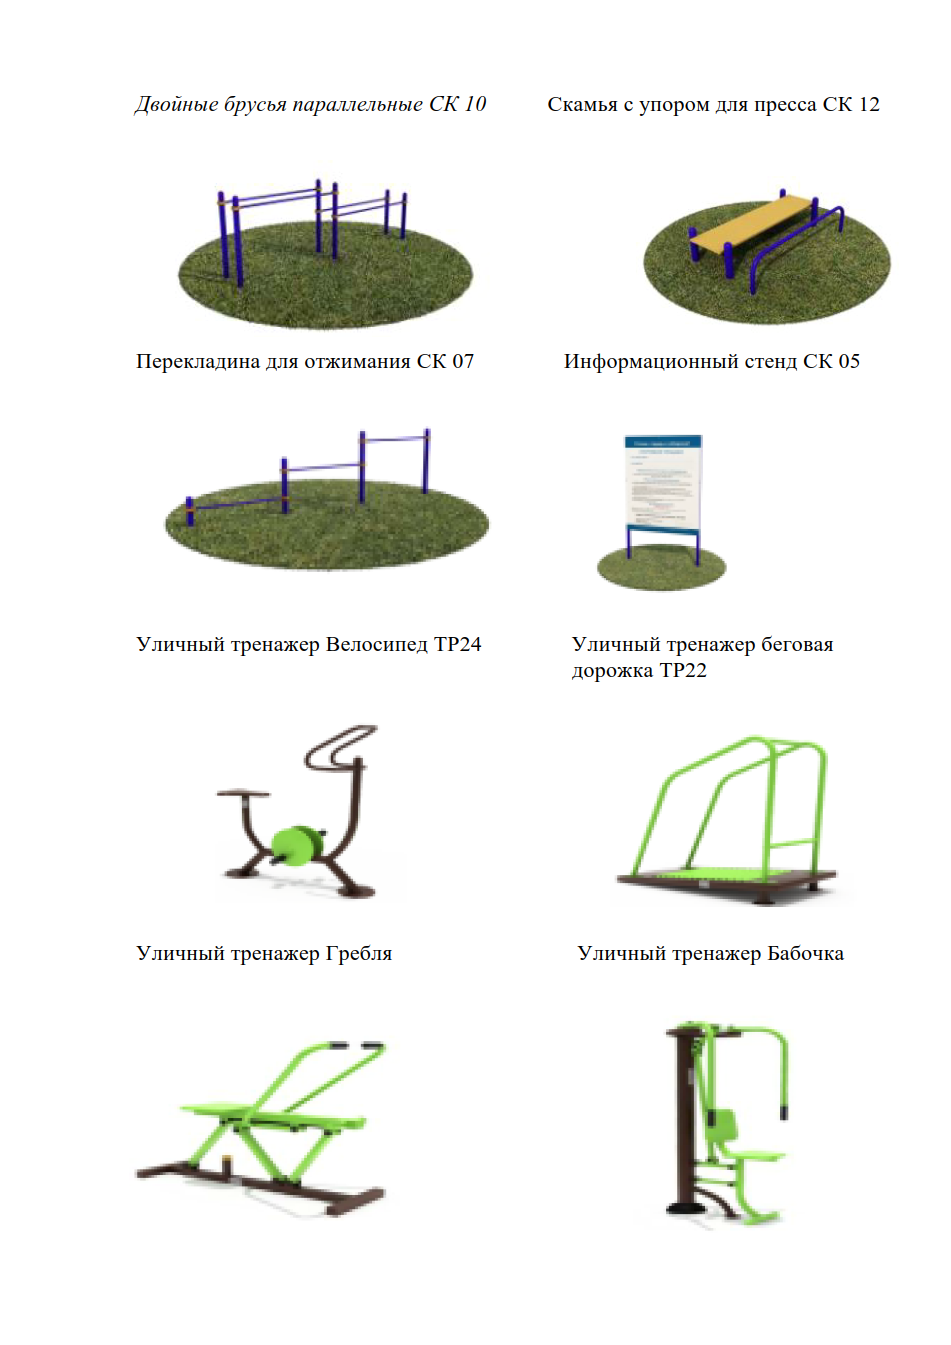 Двойные брусья параллельные СК 10
Скамья с упором для пресса СК 12
Перекладина для отжимания СК 07
Информационный стенд СК 05
Уличный тренажер Велосипед ТР24
Уличный тренажер беговая
дорожка ТР22
Уличный тренажер Гребля
Уличный тренажер Бабочка